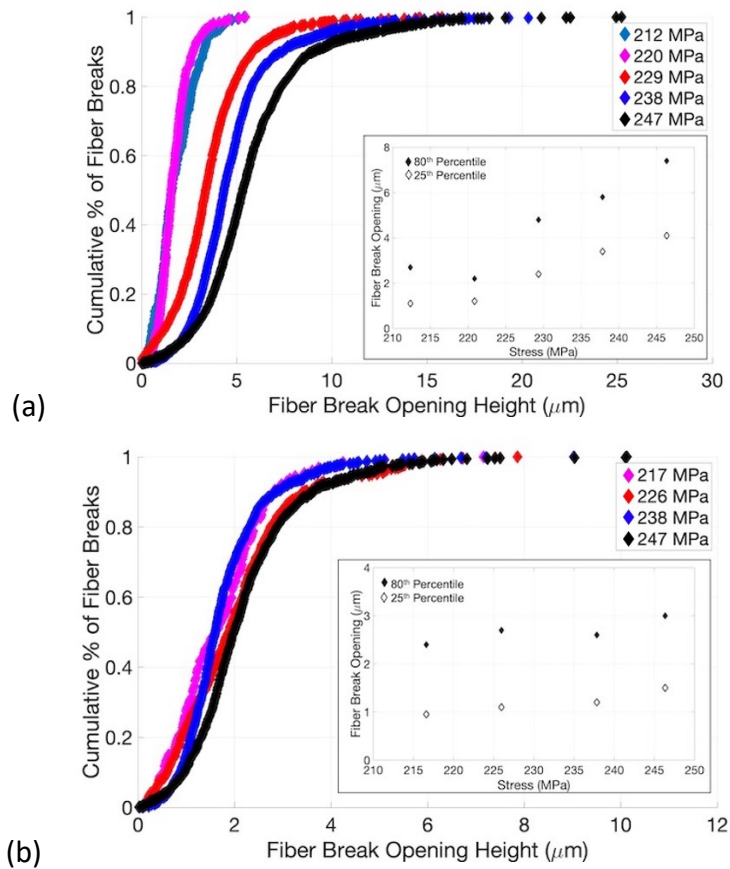 1
0.8
0.6
0.4
0.2
0
Cumulative % of Fiber Breaks
212 MPa
220 MPa
229 MPa
238 MPa
247 MPa
8
6
4
2
0
Fiber Break Opening (μm)
80th Percentile
25th Percentile
210 215 220 225 230 235 240 245 250
Stress (MPa)
0 5 10 15 20 25 30
Fiber Break Opening Height (μm)
(a)
1
0.8
0.6
0.4
0.2
0
Cumulative % of Fiber Breaks
217 MPa
226 MPa
238 MPa
247 MPa
4
3
2
1
0
Fiber Break Opening (μm)
80th Percentile
25th Percentile
210 215 220 225 230 235 240 245 250
Stress (MPa)
0 2 4 6 8 10 12
Fiber Break Opening Height (μm)
(b)